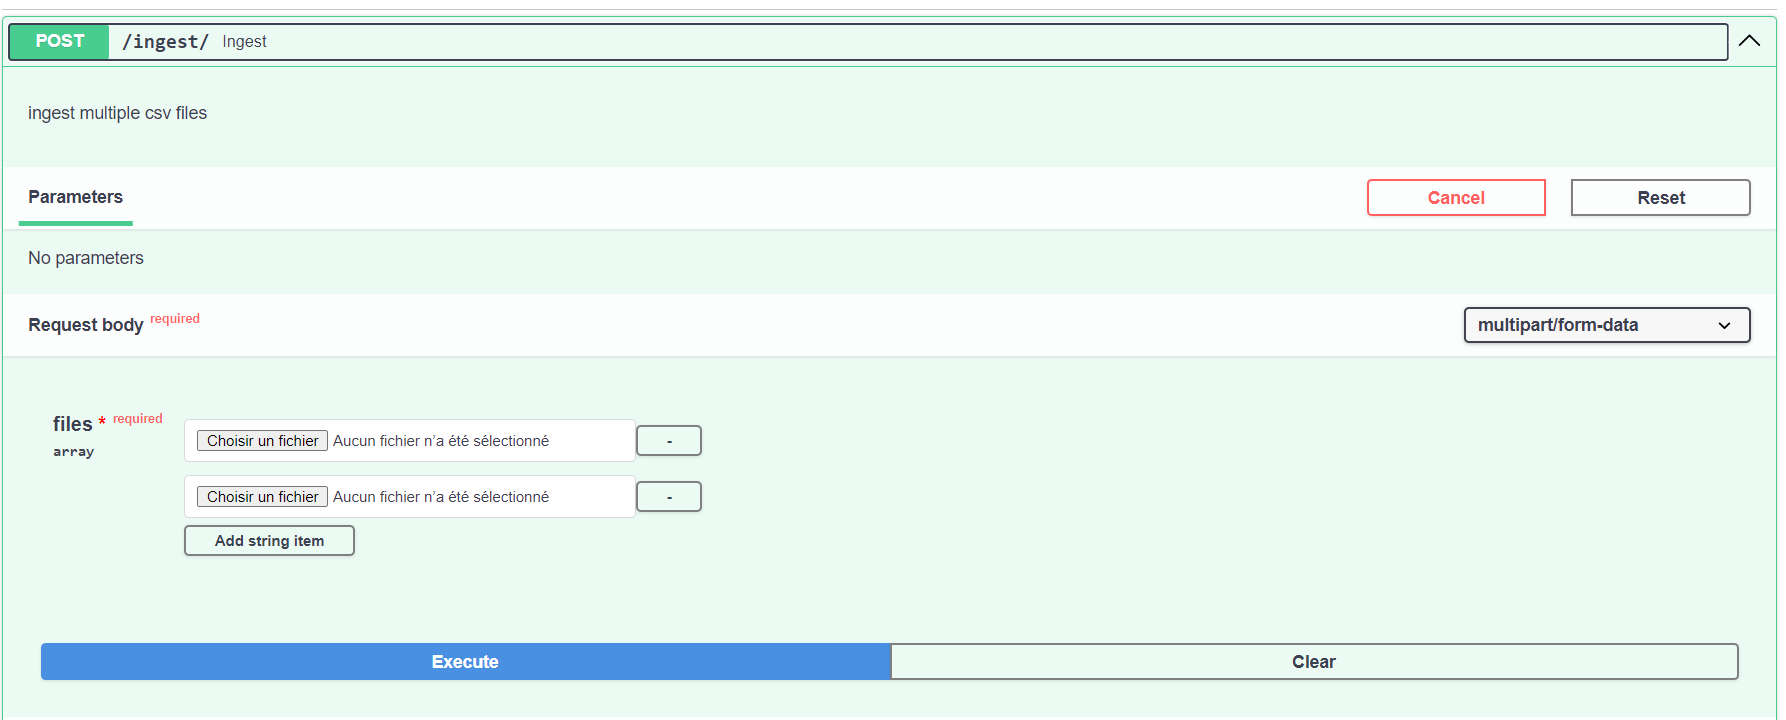 POST /ingest/ Ingest
ingest multiple csv files
Parameters
Cancel
Reset
No parameters
Request body required
multipart/form-data
files * required
array
Choisir un fichier Aucun fichier n’a été sélectionné
-
Choisir un fichier Aucun fichier n’a été sélectionné
-
Add string item
Execute
Clear